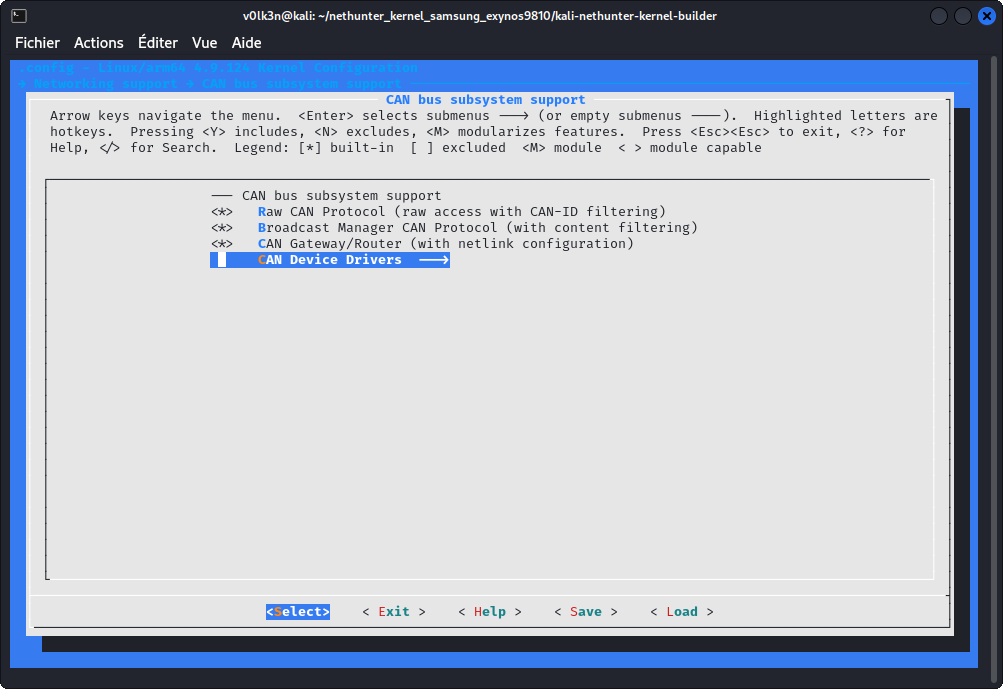 v0lk3n@kali: ~/nethunter_kernel_samsung_exynos9810/kali-nethunter-kernel-builder
Fichier Actions Éditer Vue Aide
.config - Linux/arm64 4.9.124 Kernel Configuration
→ Networking support → CAN bus subsystem support
CAN bus subsystem support
Arrow keys navigate the menu.  <Enter> selects submenus ---> (or empty submenus ----).  Highlighted letters are
hotkeys.  Pressing <Y> includes, <N> excludes, <M> modularizes features.  Press <Esc><Esc> to exit, <?> for
Help, </> for Search.  Legend: [*] built-in  [ ] excluded  <M> module  < > module capable
--- CAN bus subsystem support
<*>   Raw CAN Protocol (raw access with CAN-ID filtering)
<*>   Broadcast Manager CAN Protocol (with content filtering)
<*>   CAN Gateway/Router (with netlink configuration)
CAN Device Drivers  --->
<Select>    < Exit >    < Help >    < Save >    < Load >